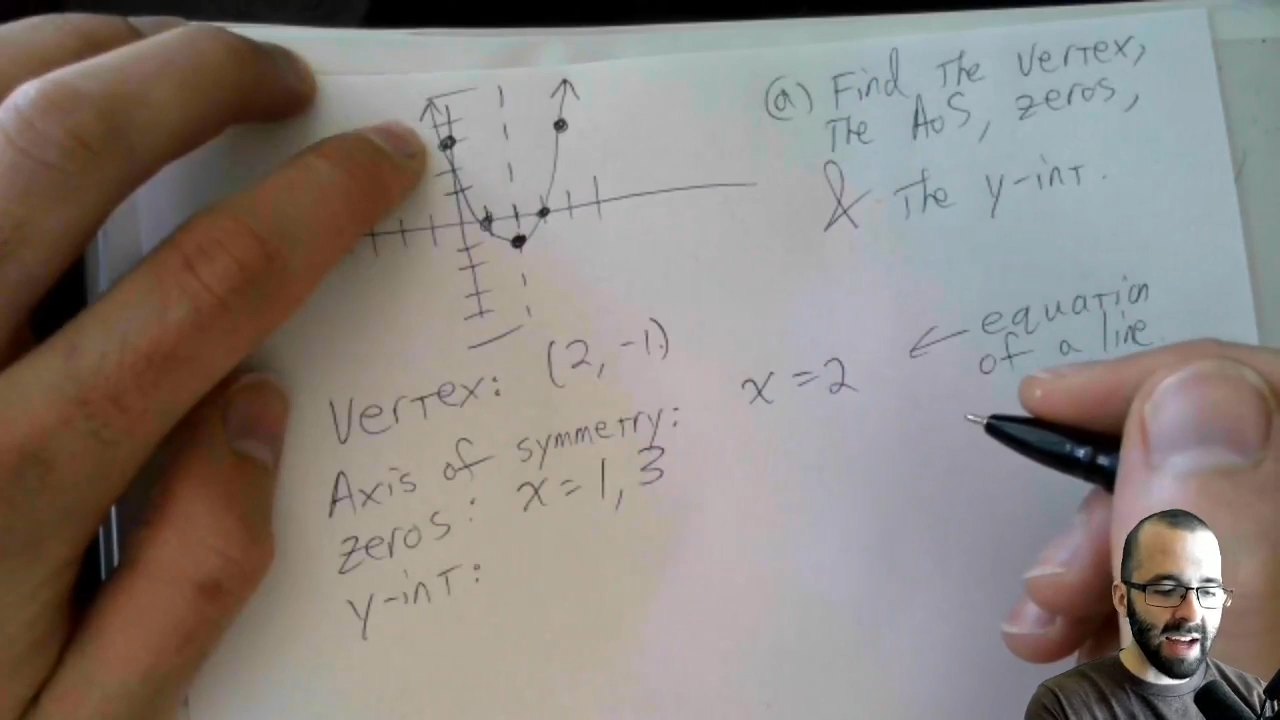 (a) Find The Vertex,
The AoS, zeros,
& The y-int.
equation
of a line
Vertex: (2, -1)
Axis of symmetry: x = 2
zeros: x = 1, 3
y-int: